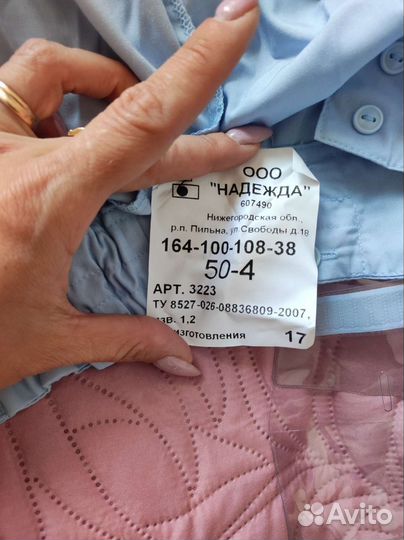 ООО
"НАДЕЖДА"
607490
Нижегородская обл.,
р.п. Пильна, ул.Свободы д.18
164-100-108-38
50-4
АРТ. 3223
ТУ 8527-026-08836809-2007,
изв. 1.2
изготовления 17
Avito